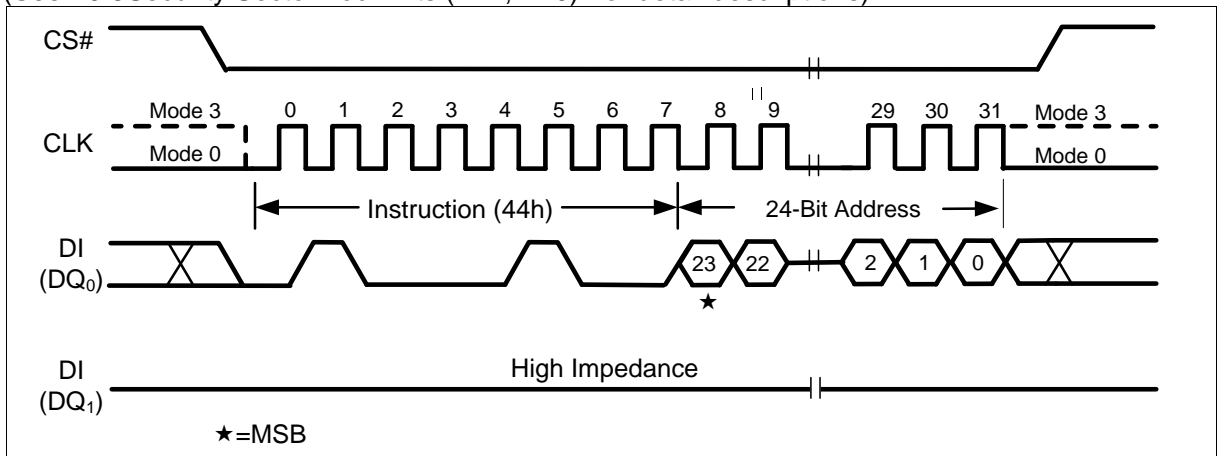 CS#
Mode 3 0 1 2 3 4 5 6 7 8 9 29 30 31 Mode 3
CLK
Mode 0 Mode 0
Instruction (44h) 24-Bit Address
DI
(DQ0) 23 22 2 1 0
★
High Impedance
DI
(DQ1)
★=MSB